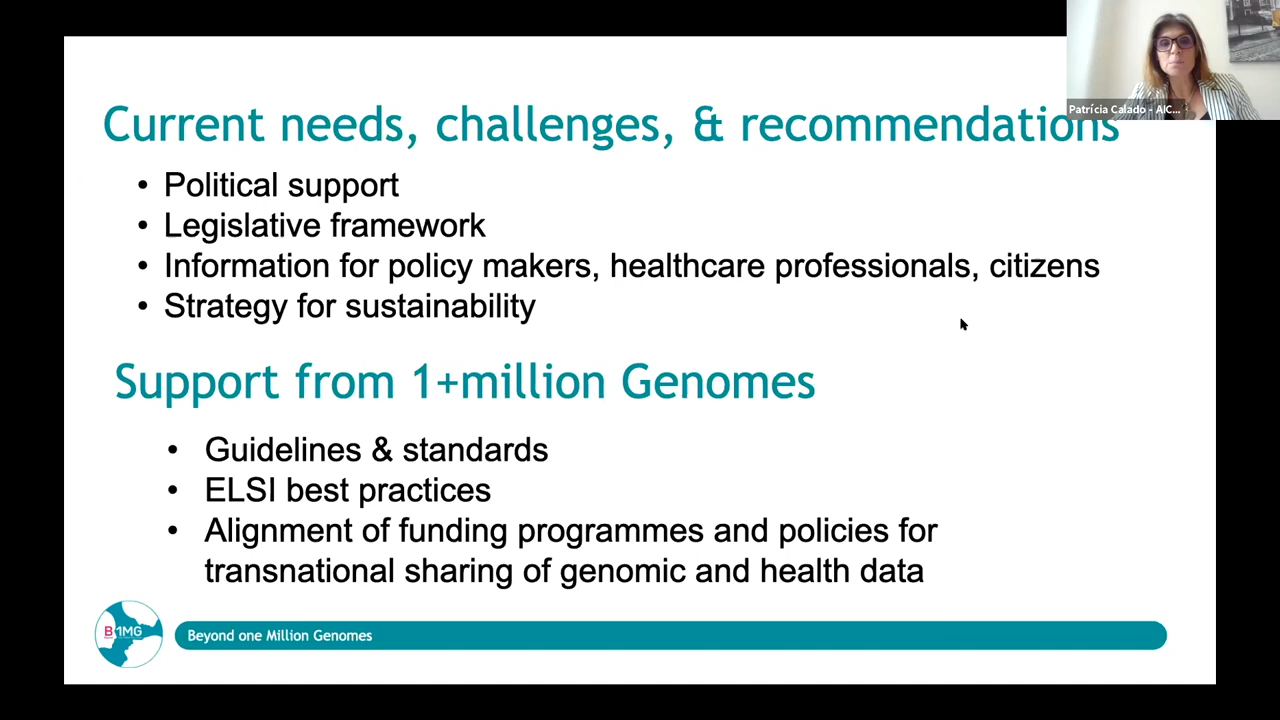 Patrícia Calado - AIC...
Current needs, challenges, & recommendations
• Political support
• Legislative framework
• Information for policy makers, healthcare professionals, citizens
• Strategy for sustainability
Support from 1+million Genomes
• Guidelines & standards
• ELSI best practices
• Alignment of funding programmes and policies for
transnational sharing of genomic and health data
B1MG
Beyond one Million Genomes